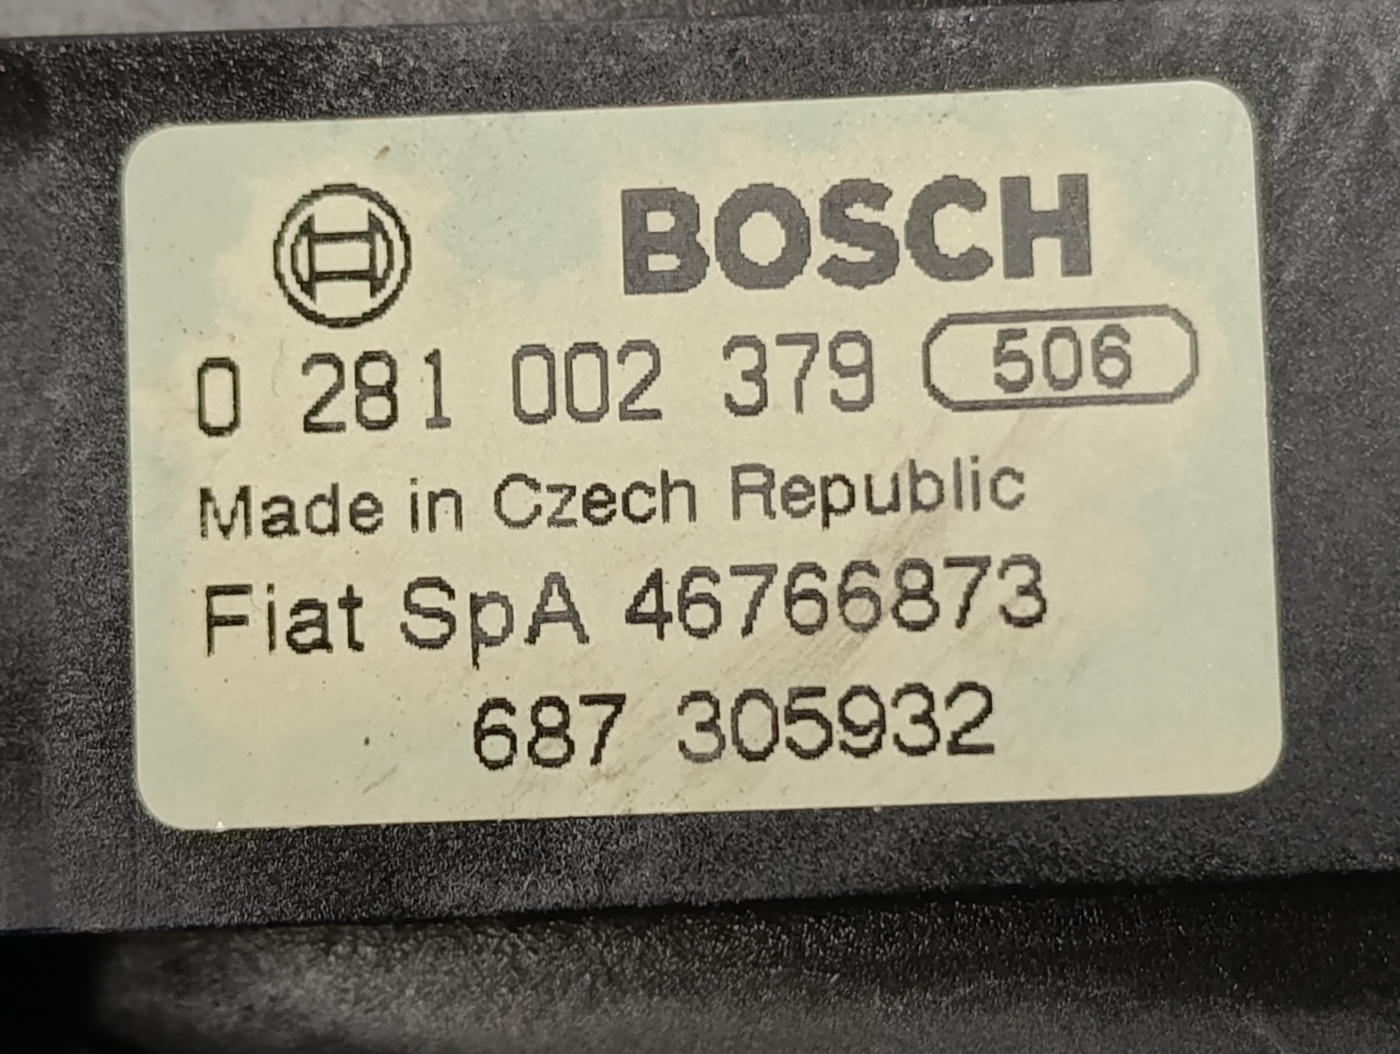 BOSCH
0 281 002 379 506
Made in Czech Republic
Fiat SpA 46766873
687 305932